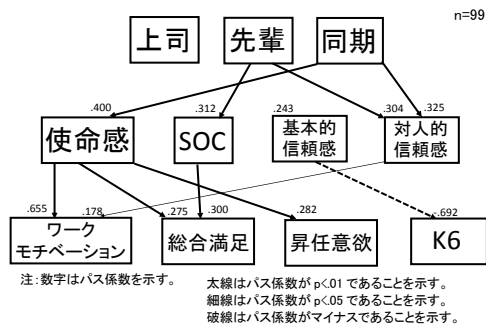 n=99
上司
先輩
同期
.400
.312
.243
.304
.325
使命感
SOC
基本的
信頼感
対人的
信頼感
.655
.178
.275
.300
.282
-.692
ワーク
モチベーション
総合満足
昇任意欲
K6
注:数字はパス係数を示す。
太線はパス係数が p<.01 であることを示す。
細線はパス係数が p<.05 であることを示す。
破線はパス係数がマイナスであることを示す。